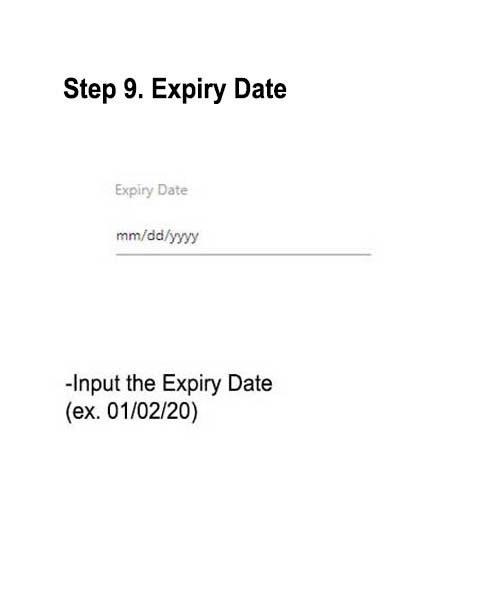 Step 9. Expiry Date
Expiry Date
mm/dd/yyyy
-Input the Expiry Date
(ex. 01/02/20)